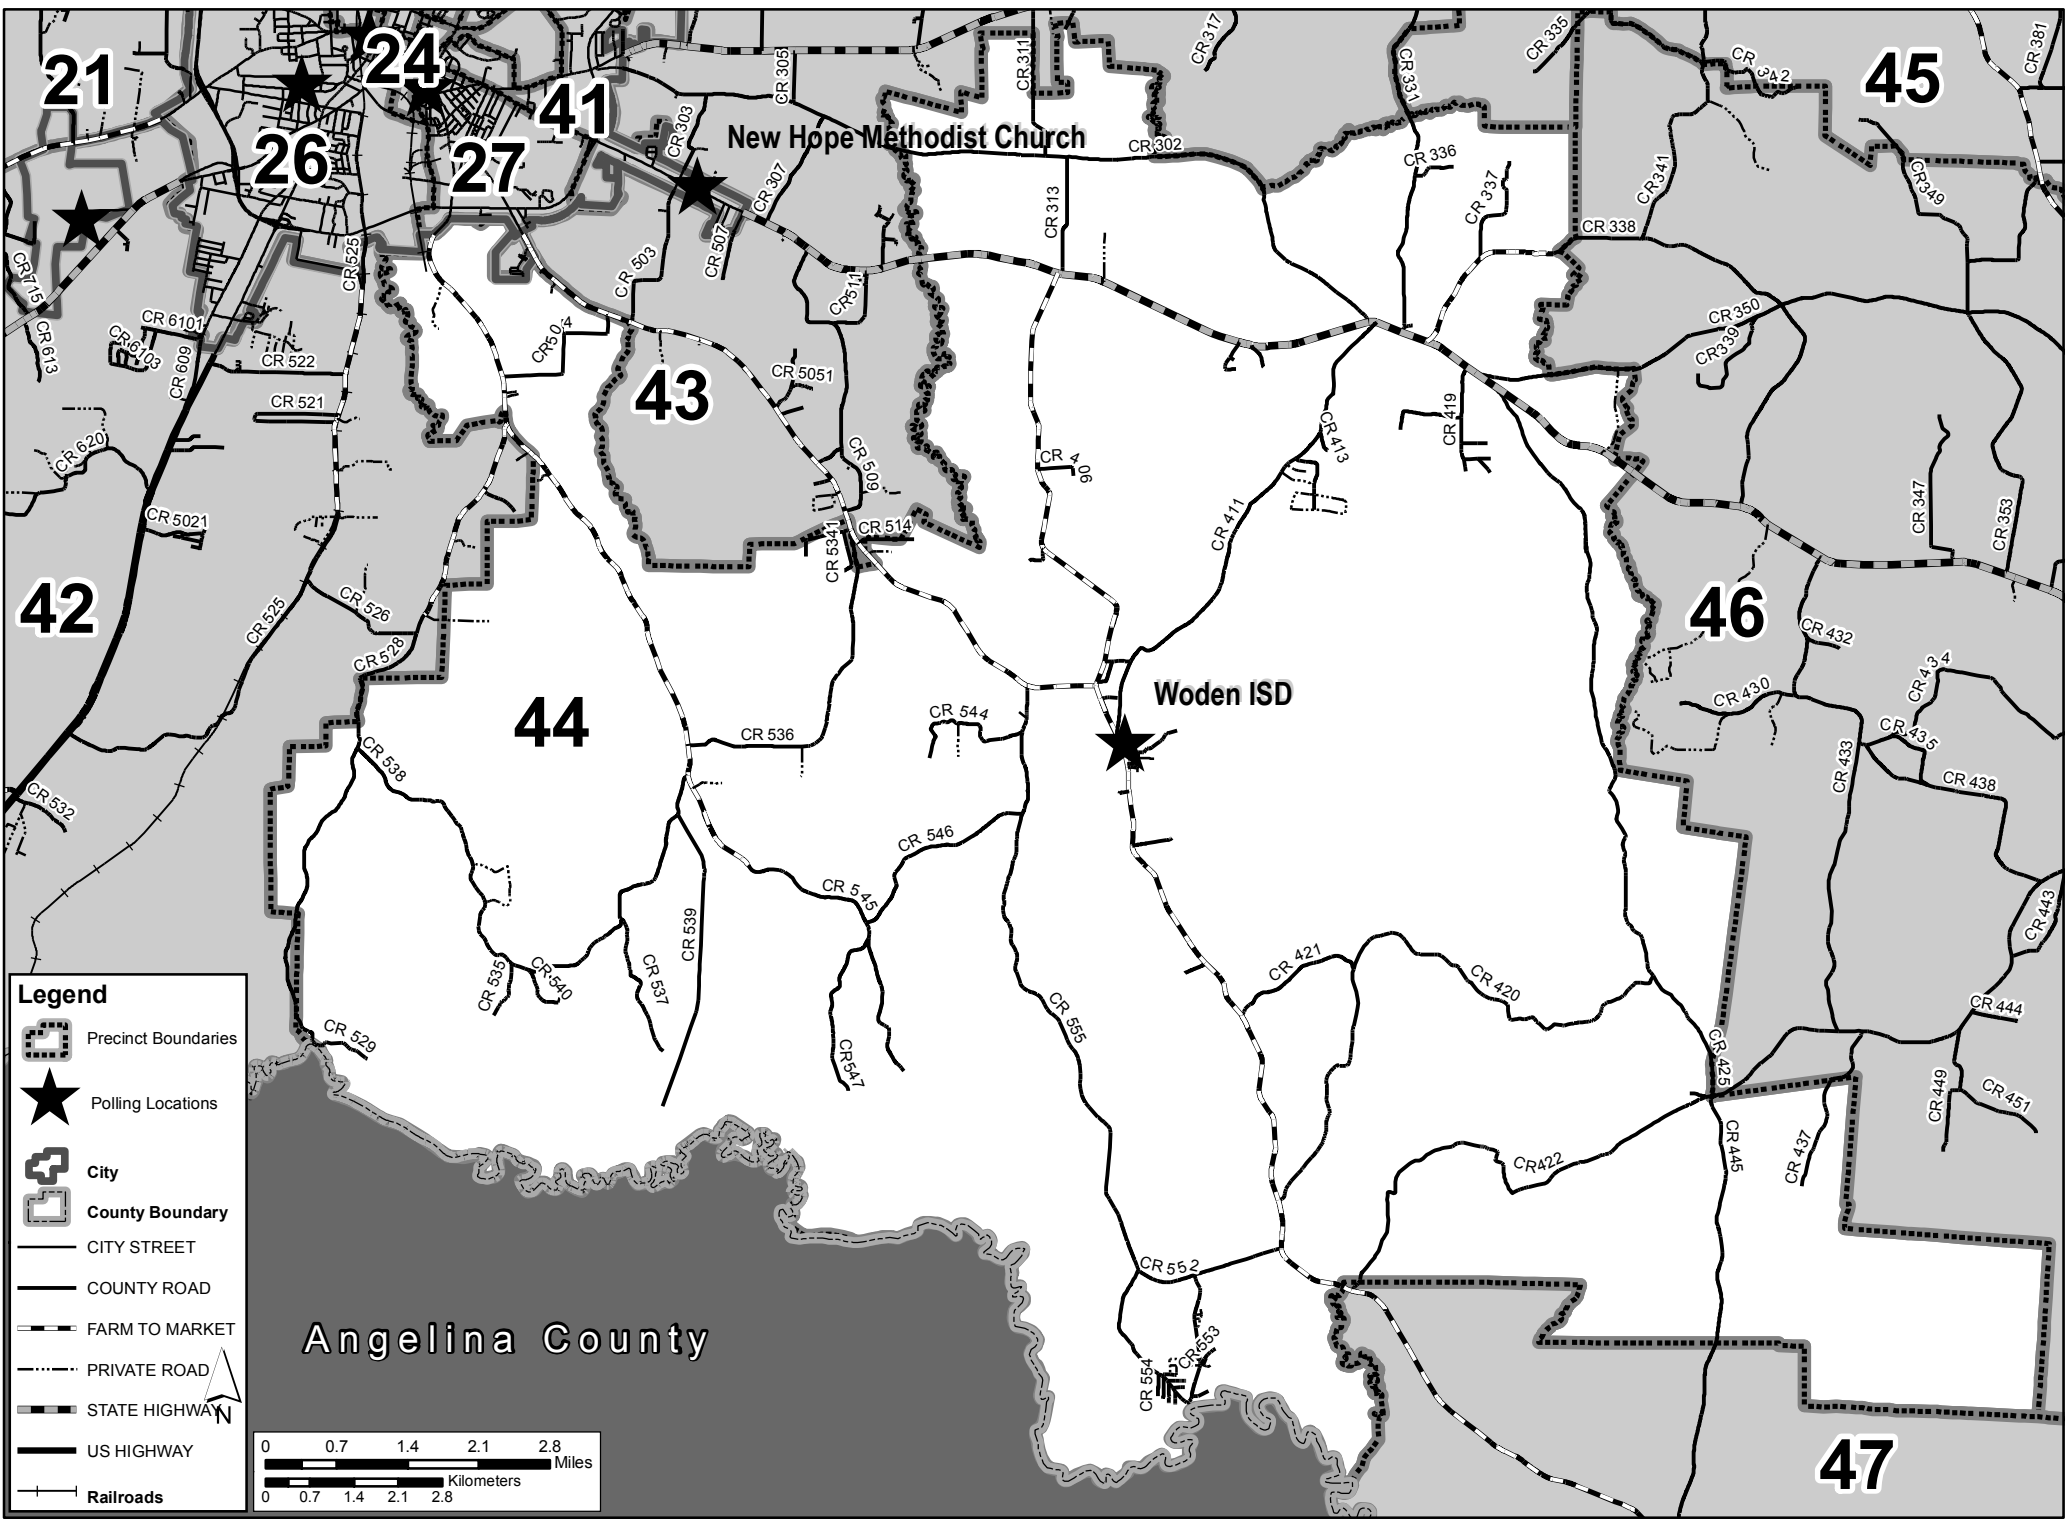 21
24
41
26
27
45
New Hope Methodist Church
CR 305
CR 311
CR 317
CR 331
CR 335
CR 342
CR 381
CR 303
CR 302
CR 336
CR 307
CR 313
CR 337
CR 341
CR 349
CR 338
CR 715
CR 525
CR 503
CR 507
CR 511
CR 6101
CR 6103
CR 613
CR 609
CR 522
CR 504
CR 350
CR 339
43
CR 5051
CR 521
CR 419
CR 413
CR 620
CR 509
CR 406
CR 5021
CR 514
CR 5341
CR 411
CR 347
CR 353
42
46
CR 526
CR 525
CR 528
CR 432
CR 434
CR 430
Woden ISD
44
CR 544
CR 536
CR 435
CR 433
CR 438
CR 538
CR 532
CR 546
CR 545
CR 443
CR 539
CR 535
CR 540
CR 537
CR 421
CR 420
CR 444
CR 555
CR 529
CR 547
CR 425
CR 449
CR 451
CR 445
CR 437
CR422
CR 552
CR 553
CR 554
47
Angelina County
Legend
Precinct Boundaries
Polling Locations
City
County Boundary
CITY STREET
COUNTY ROAD
FARM TO MARKET
PRIVATE ROAD
STATE HIGHWAY
US HIGHWAY
Railroads
N
0 0.7 1.4 2.1 2.8
Miles
Kilometers
0 0.7 1.4 2.1 2.8